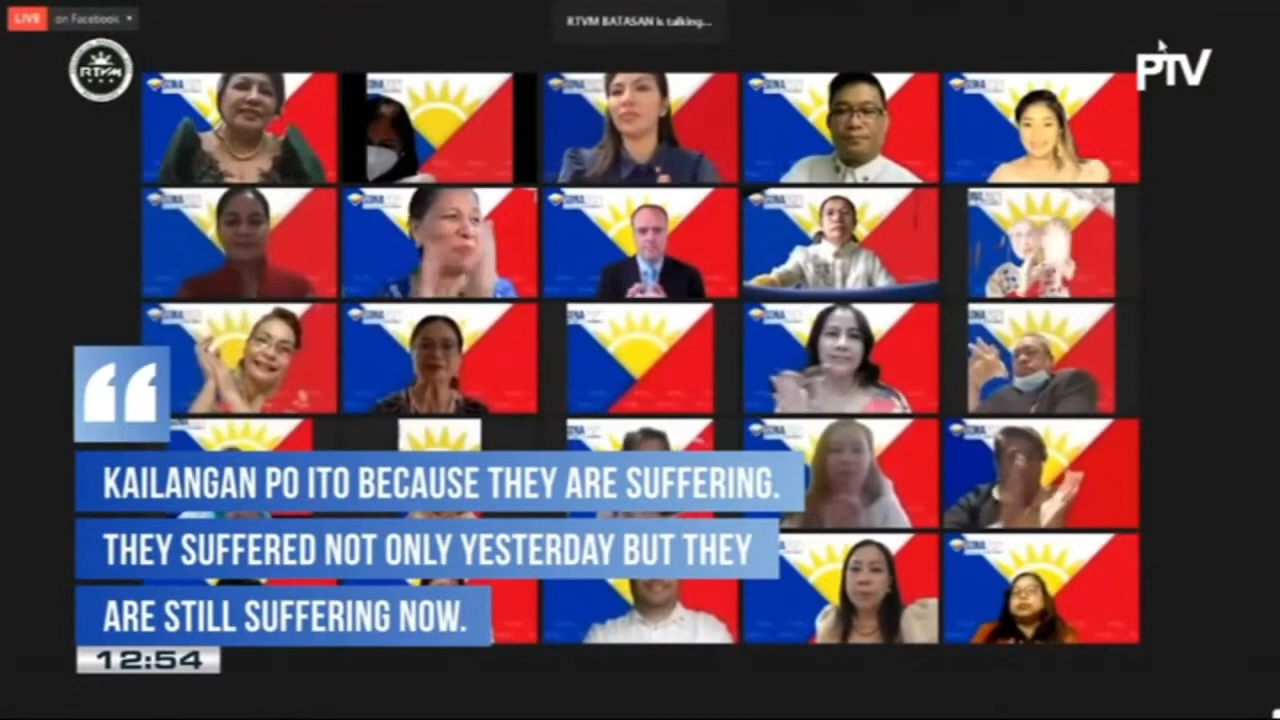 LIVE on Facebook
RTVM BATASAN is talking...
RTVM
PTV
KAILANGAN PO ITO BECAUSE THEY ARE SUFFERING.
THEY SUFFERED NOT ONLY YESTERDAY BUT THEY
ARE STILL SUFFERING NOW.
12:54